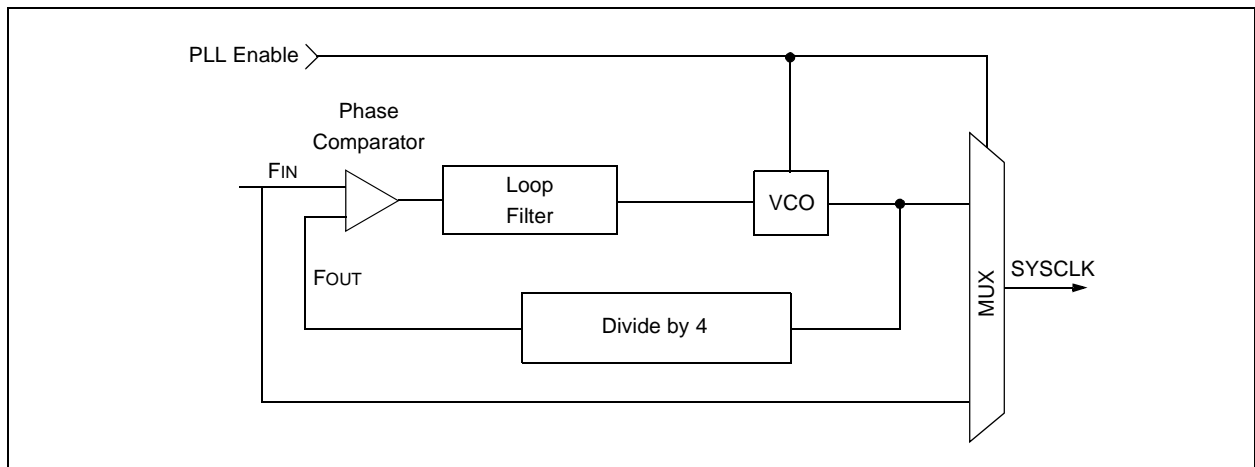 PLL Enable
Phase
Comparator
FIN
Loop
Filter
VCO
FOUT
Divide by 4
MUX
SYSCLK